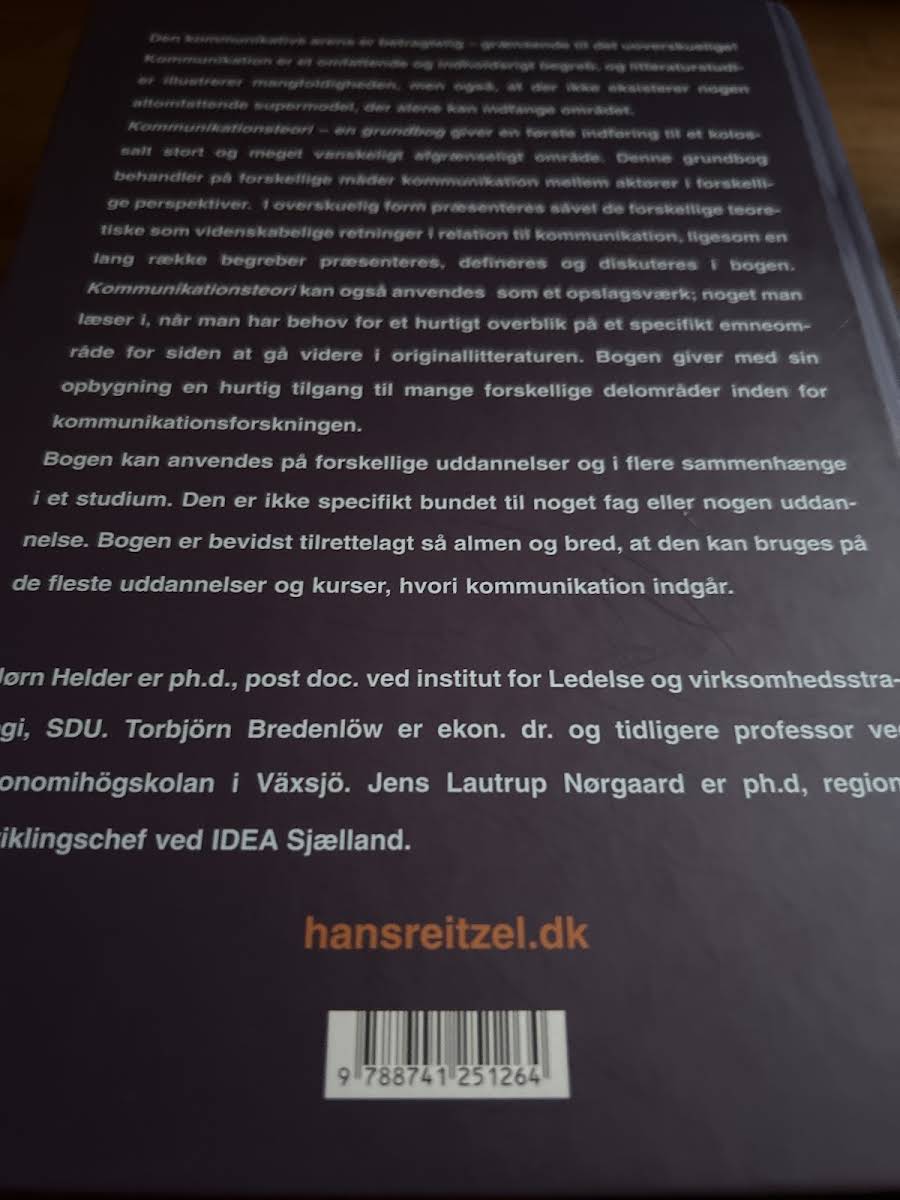 Den kommunikative arena er betragtelig – grænsende til det uoverskuelige!
Kommunikation er et omfattende og indholdsrigt begreb, og litteraturstudi-
er illustrerer mangfoldigheden, men også, at der ikke eksisterer nogen
altomfattende supermodel, der alene kan indfange området.
Kommunikationsteori – en grundbog giver en første indføring til et kolos-
salt stort og meget vanskeligt afgrænseligt område. Denne grundbog
behandler på forskellige måder kommunikation mellem aktører i forskelli-
ge perspektiver. I overskuelig form præsenteres såvel de forskellige teore-
tiske som videnskabelige retninger i relation til kommunikation, ligesom en
lang række begreber præsenteres, defineres og diskuteres i bogen.
Kommunikationsteori kan også anvendes som et opslagsværk; noget man
læser i, når man har behov for et hurtigt overblik på et specifikt emneom-
råde for siden at gå videre i originallitteraturen. Bogen giver med sin
opbygning en hurtig tilgang til mange forskellige delområder inden for
kommunikationsforskningen.
Bogen kan anvendes på forskellige uddannelser og i flere sammenhænge
i et studium. Den er ikke specifikt bundet til noget fag eller nogen uddan-
nelse. Bogen er bevidst tilrettelagt så almen og bred, at den kan bruges på
de fleste uddannelser og kurser, hvori kommunikation indgår.
Jørn Helder er ph.d., post doc. ved institut for Ledelse og virksomhedsstra-
gi, SDU. Torbjörn Bredenlöw er ekon. dr. og tidligere professor ve
onomihögskolan i Växsjö. Jens Lautrup Nørgaard er ph.d, region
iklingschef ved IDEA Sjælland.
hansreitzel.dk
9 788741 251264